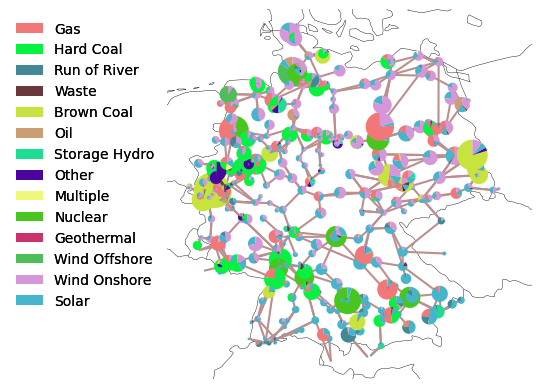 Gas
Hard Coal
Run of River
Waste
Brown Coal
Oil
Storage Hydro
Other
Multiple
Nuclear
Geothermal
Wind Offshore
Wind Onshore
Solar